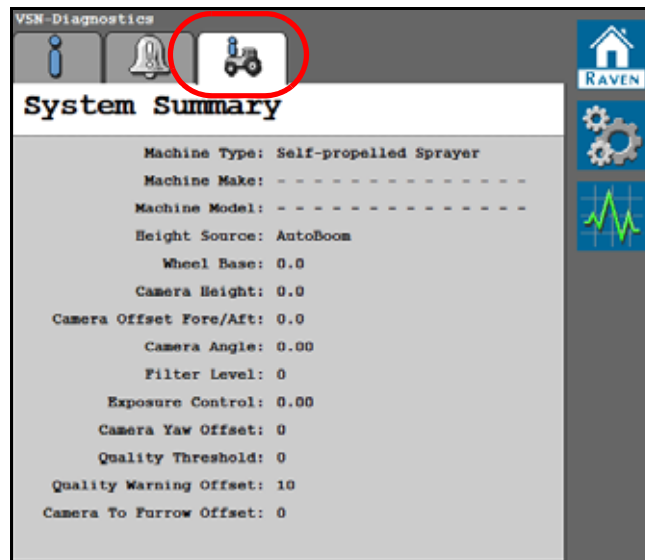 VSN-Diagnostics
RAVEN
System Summary
Machine Type: Self-propelled Sprayer
Machine Make: - - - - - - - - - - - - - -
Machine Model: - - - - - - - - - - - - - -
Height Source: AutoBoom
Wheel Base: 0.0
Camera Height: 0.0
Camera Offset Fore/Aft: 0.0
Camera Angle: 0.00
Filter Level: 0
Exposure Control: 0.00
Camera Yaw Offset: 0
Quality Threshold: 0
Quality Warning Offset: 10
Camera To Furrow Offset: 0